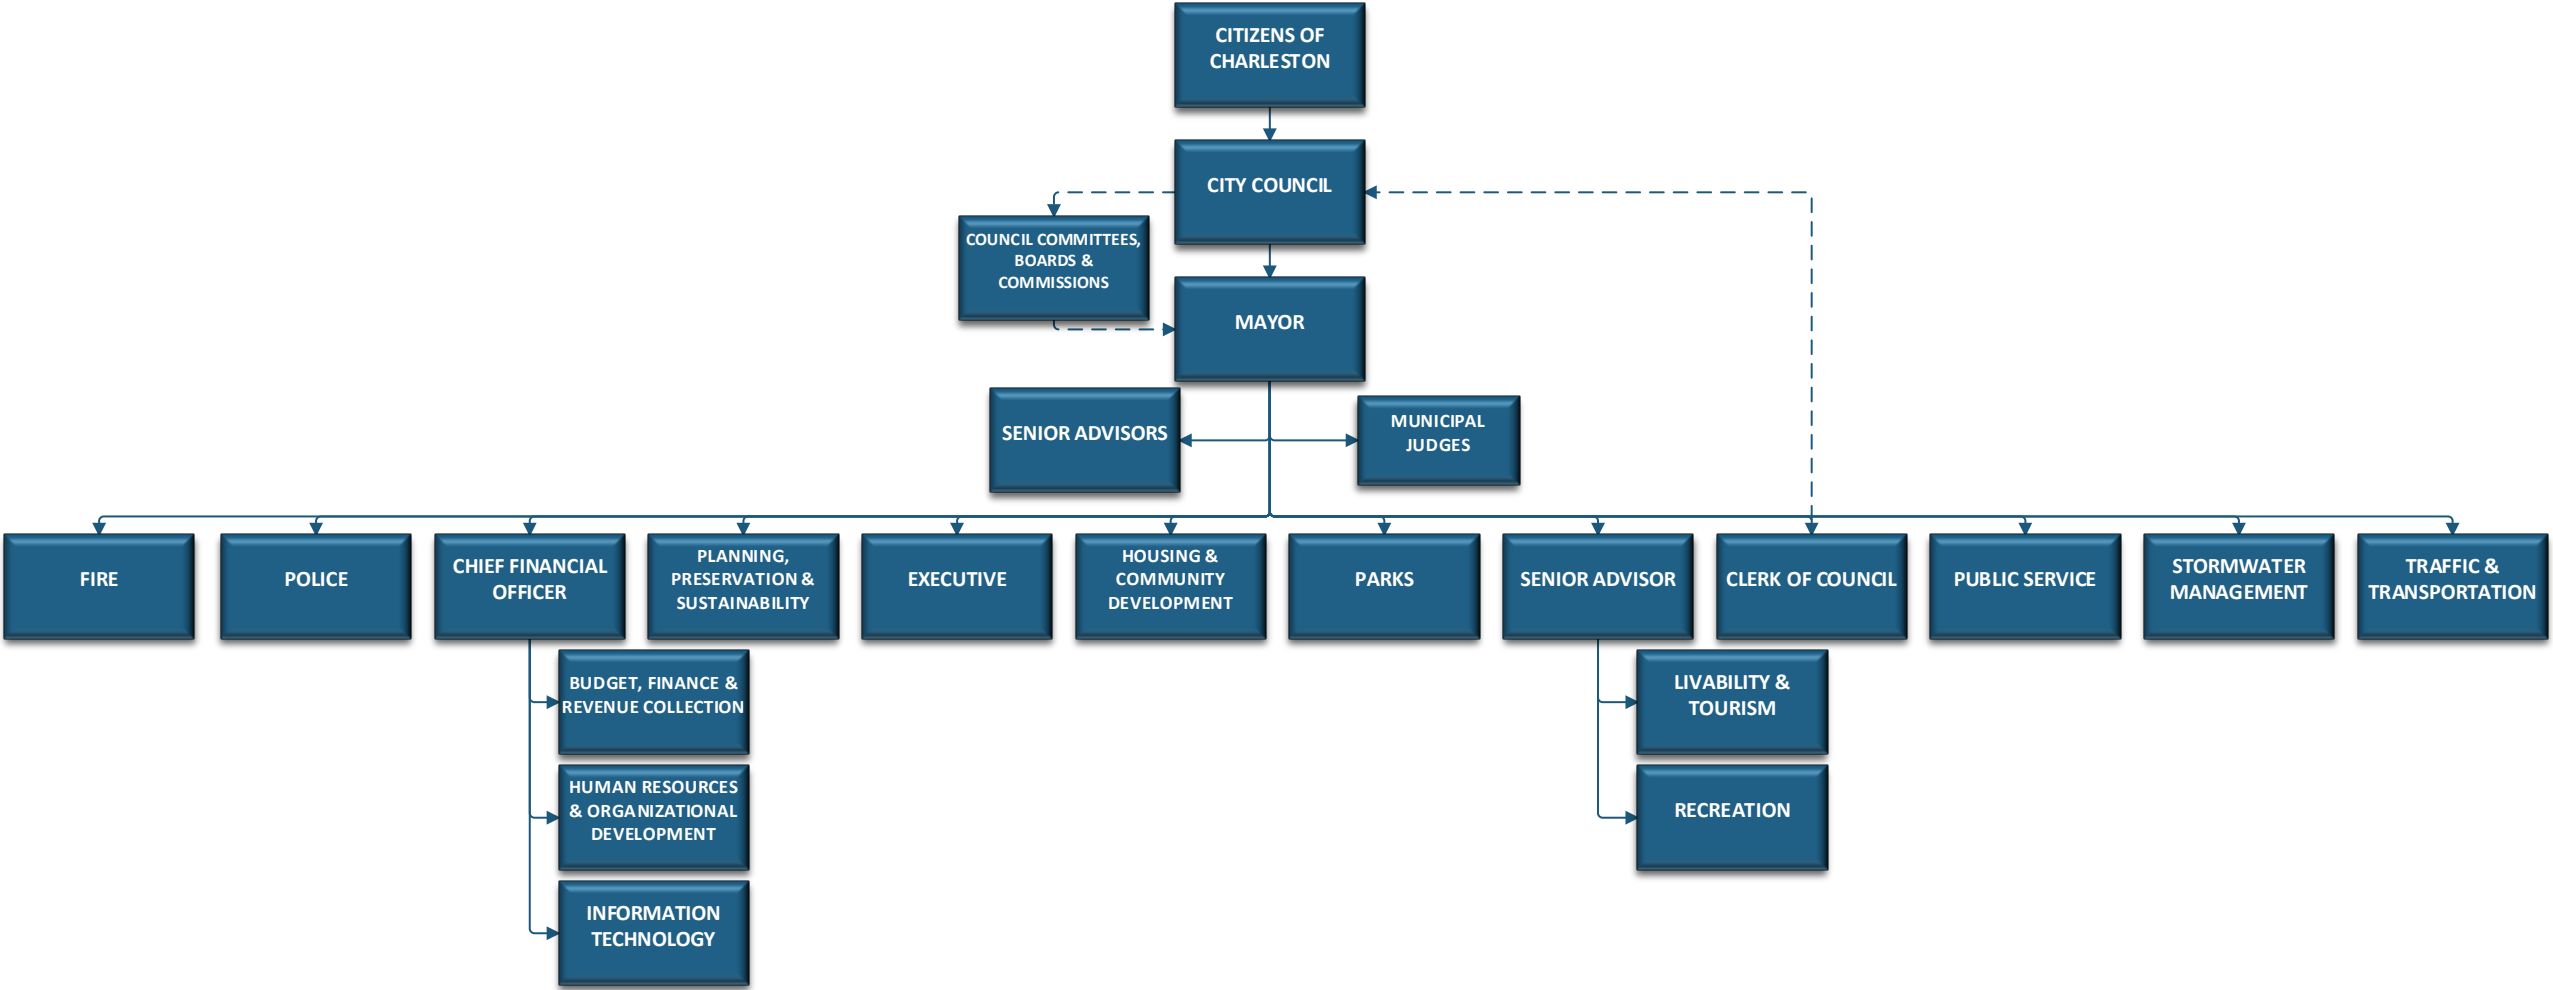 CITIZENS OF
CHARLESTON
CITY COUNCIL
COUNCIL COMMITTEES,
BOARDS &
COMMISSIONS
MAYOR
SENIOR ADVISORS
MUNICIPAL
JUDGES
FIRE
POLICE
CHIEF FINANCIAL
OFFICER
PLANNING,
PRESERVATION &
SUSTAINABILITY
EXECUTIVE
HOUSING &
COMMUNITY
DEVELOPMENT
PARKS
SENIOR ADVISOR
CLERK OF COUNCIL
PUBLIC SERVICE
STORMWATER
MANAGEMENT
TRAFFIC &
TRANSPORTATION
BUDGET, FINANCE &
REVENUE COLLECTION
HUMAN RESOURCES
& ORGANIZATIONAL
DEVELOPMENT
INFORMATION
TECHNOLOGY
LIVABILITY &
TOURISM
RECREATION